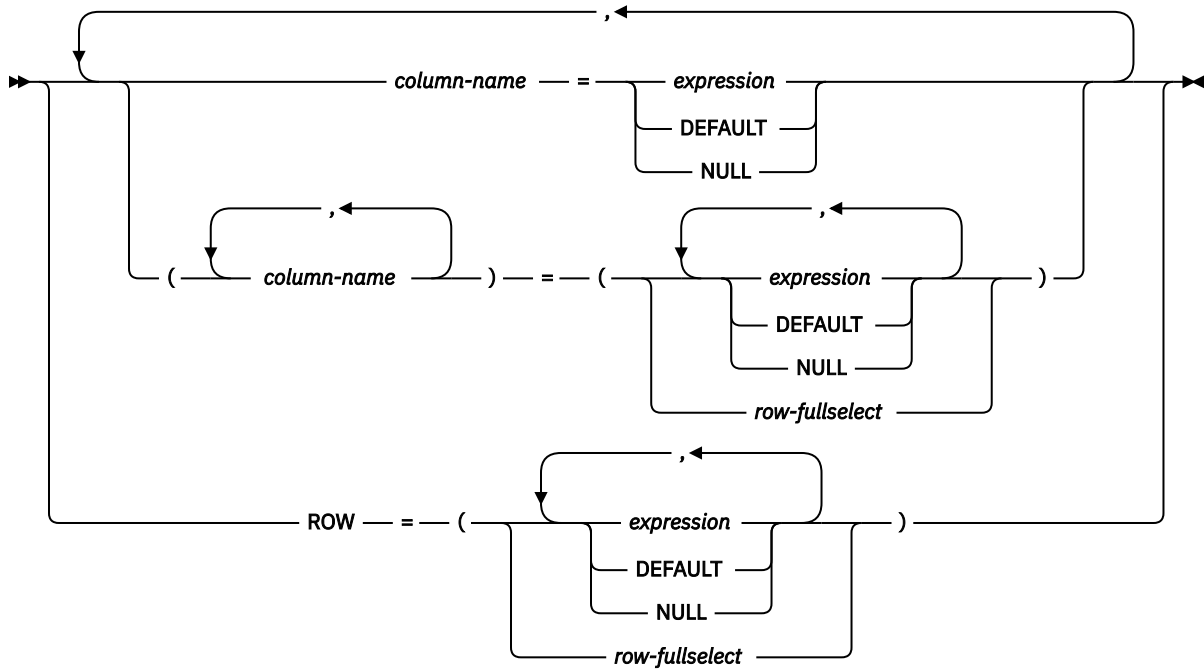 ,
column-name = expression
DEFAULT
NULL
, ,
( column-name ) = ( expression )
DEFAULT
NULL
row-fullselect
,
ROW = ( expression )
DEFAULT
NULL
row-fullselect